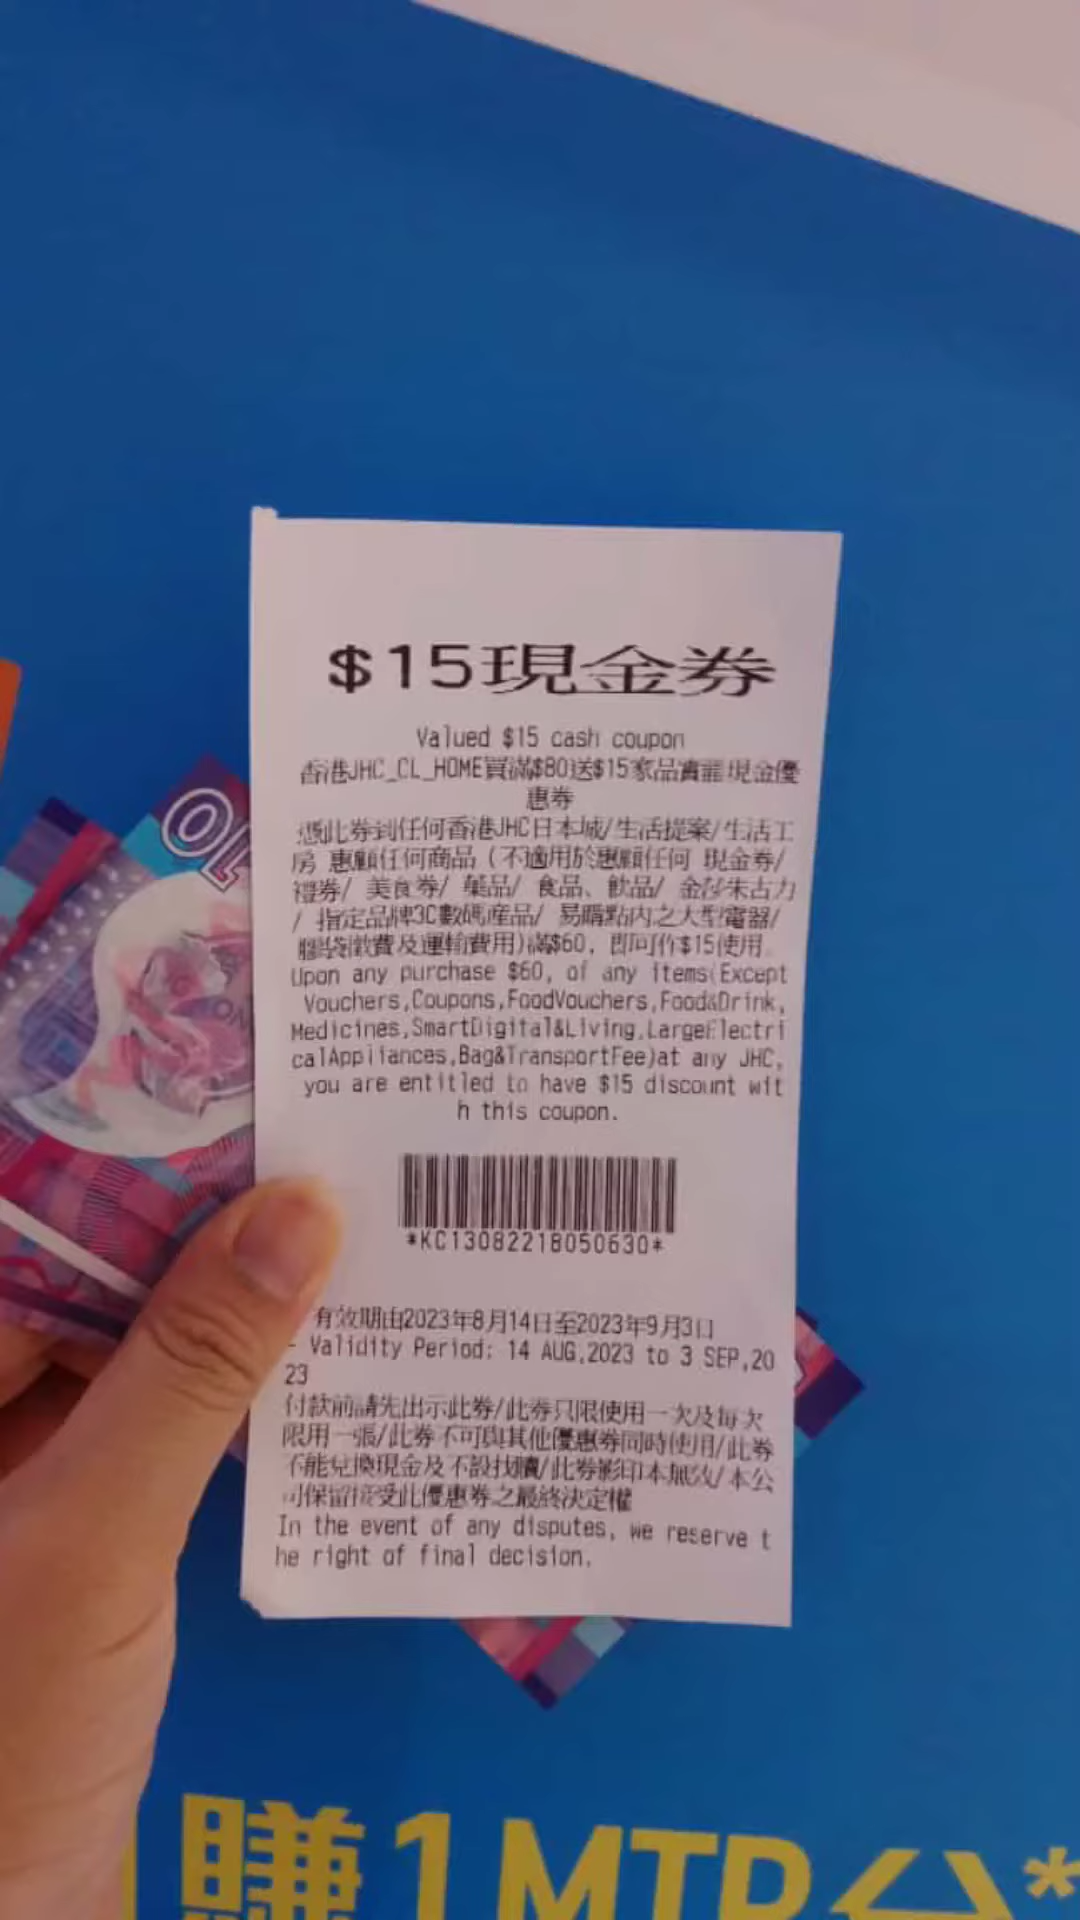 $15現金券
Valued $15 cash coupon
香港JHC_CL_HOME買滿$80送$15家品賞罷現金優
惠券
憑此券到任何香港JHC日本城/生活提案/生活工
房 惠顧任何商品 (不適用於惠顧任何 現金券/
禮券/ 美食券/ 藥品/ 食品、飲品/ 金莎朱古力
/ 指定品牌3C數碼產品/ 易購點內之大型電器/
膠袋徵費及運輸費用)滿$60, 即可作$15使用.
Upon any purchase $60, of any items(Except
Vouchers,Coupons,FoodVouchers,Food&Drink,
Medicines,SmartDigital&Living,LargeElectri
calAppliances,Bag&TransportFee)at any JHC,
you are entitled to have $15 discount wit
h this coupon.
*KC13082218050630*
有效期由2023年8月14日至2023年9月3日
- Validity Period: 14 AUG,2023 to 3 SEP,20
23
付款前請先出示此券/此券只限使用一次及每次
限用一張/此券不可與其他優惠券同時使用/此券
不能兌換現金及不設找贖/此券影印本無效/本公
司保留接受此優惠券之最終決定權
In the event of any disputes, we reserve t
he right of final decision.
10
賺1MTR分*